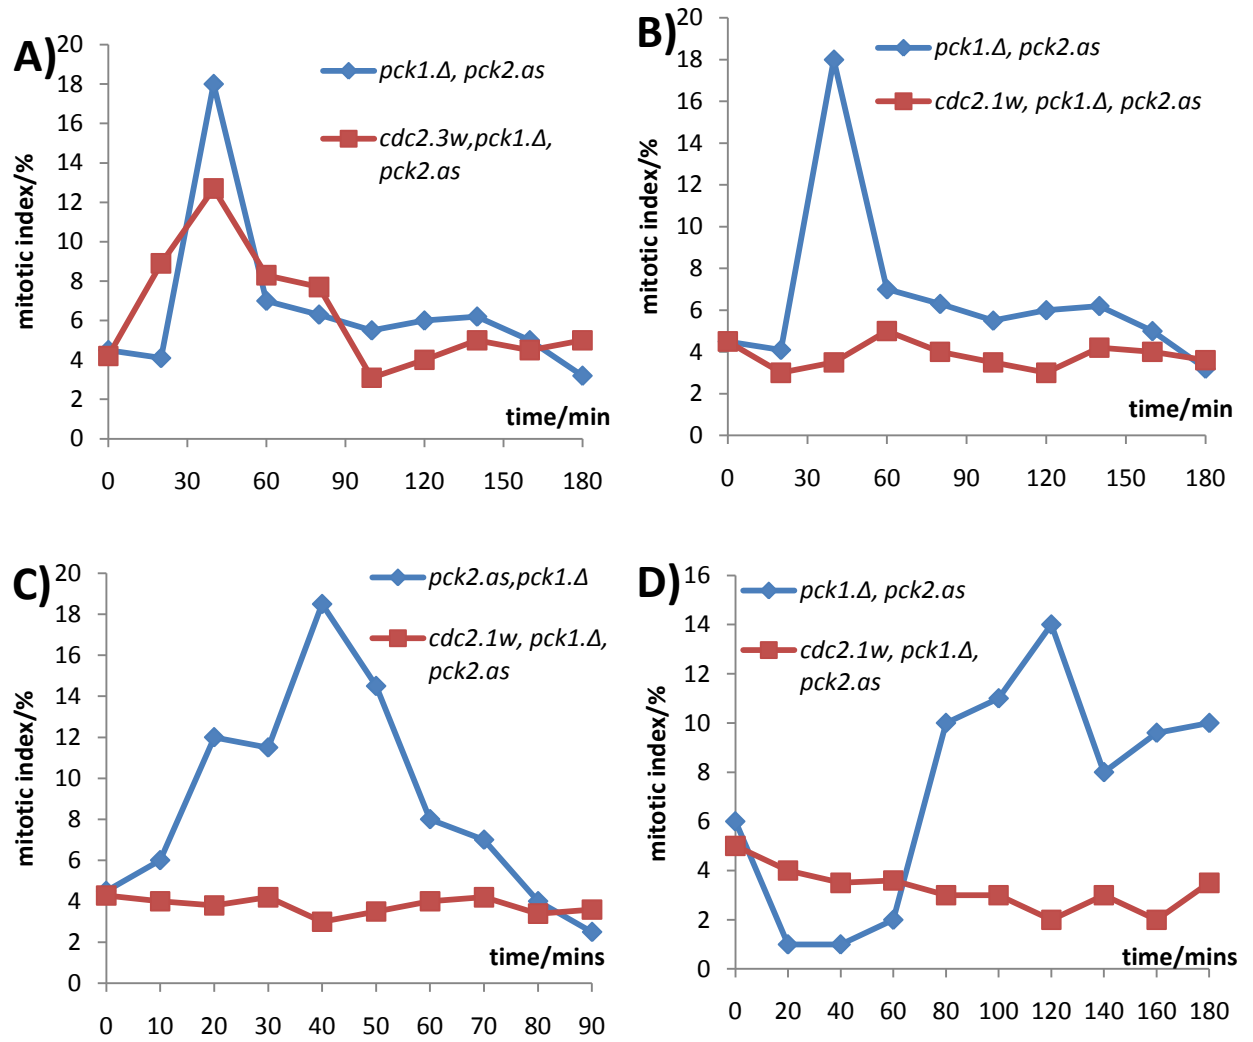 A)
20
18
16
14
12
10
8
6
4
2
0
mitotic index/%
pck1.Δ, pck2.as
cdc2.3w,pck1.Δ,
pck2.as
time/min
0 30 60 90 120 150 180
B)
20
18
16
14
12
10
8
6
4
2
0
mitotic index/%
pck1.Δ, pck2.as
cdc2.1w, pck1.Δ, pck2.as
time/min
0 30 60 90 120 150 180
C)
20
18
16
14
12
10
8
6
4
2
0
mitotic index/%
pck2.as,pck1.Δ
cdc2.1w, pck1.Δ,
pck2.as
time/mins
0 10 20 30 40 50 60 70 80 90
D)
16
14
12
10
8
6
4
2
0
mitotic index/%
pck1.Δ, pck2.as
cdc2.1w, pck1.Δ,
pck2.as
time/mins
0 20 40 60 80 100 120 140 160 180